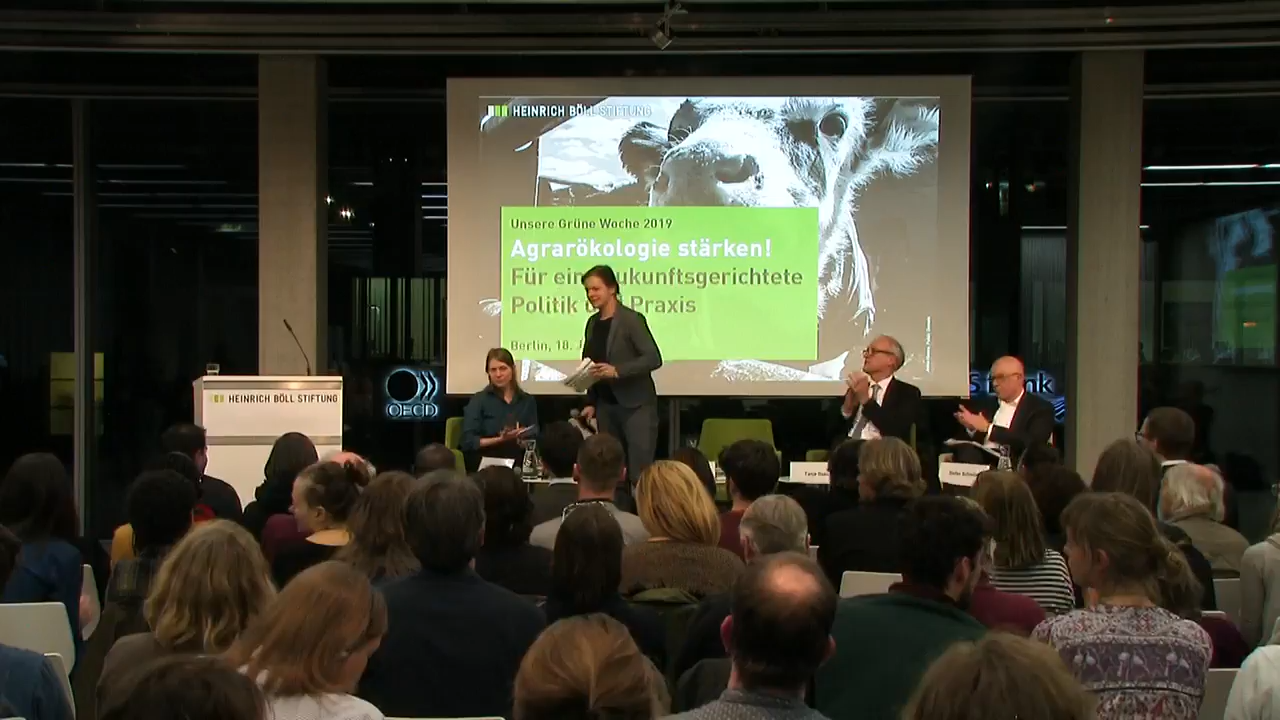 HEINRICH BÖLL STIFTUNG
Unsere Grüne Woche 2019
Agrarökologie stärken!
Für ein ukunftsgerichtete
Politik Praxis
Berlin, 18.
HEINRICH BÖLL STIFTUNG
OECD